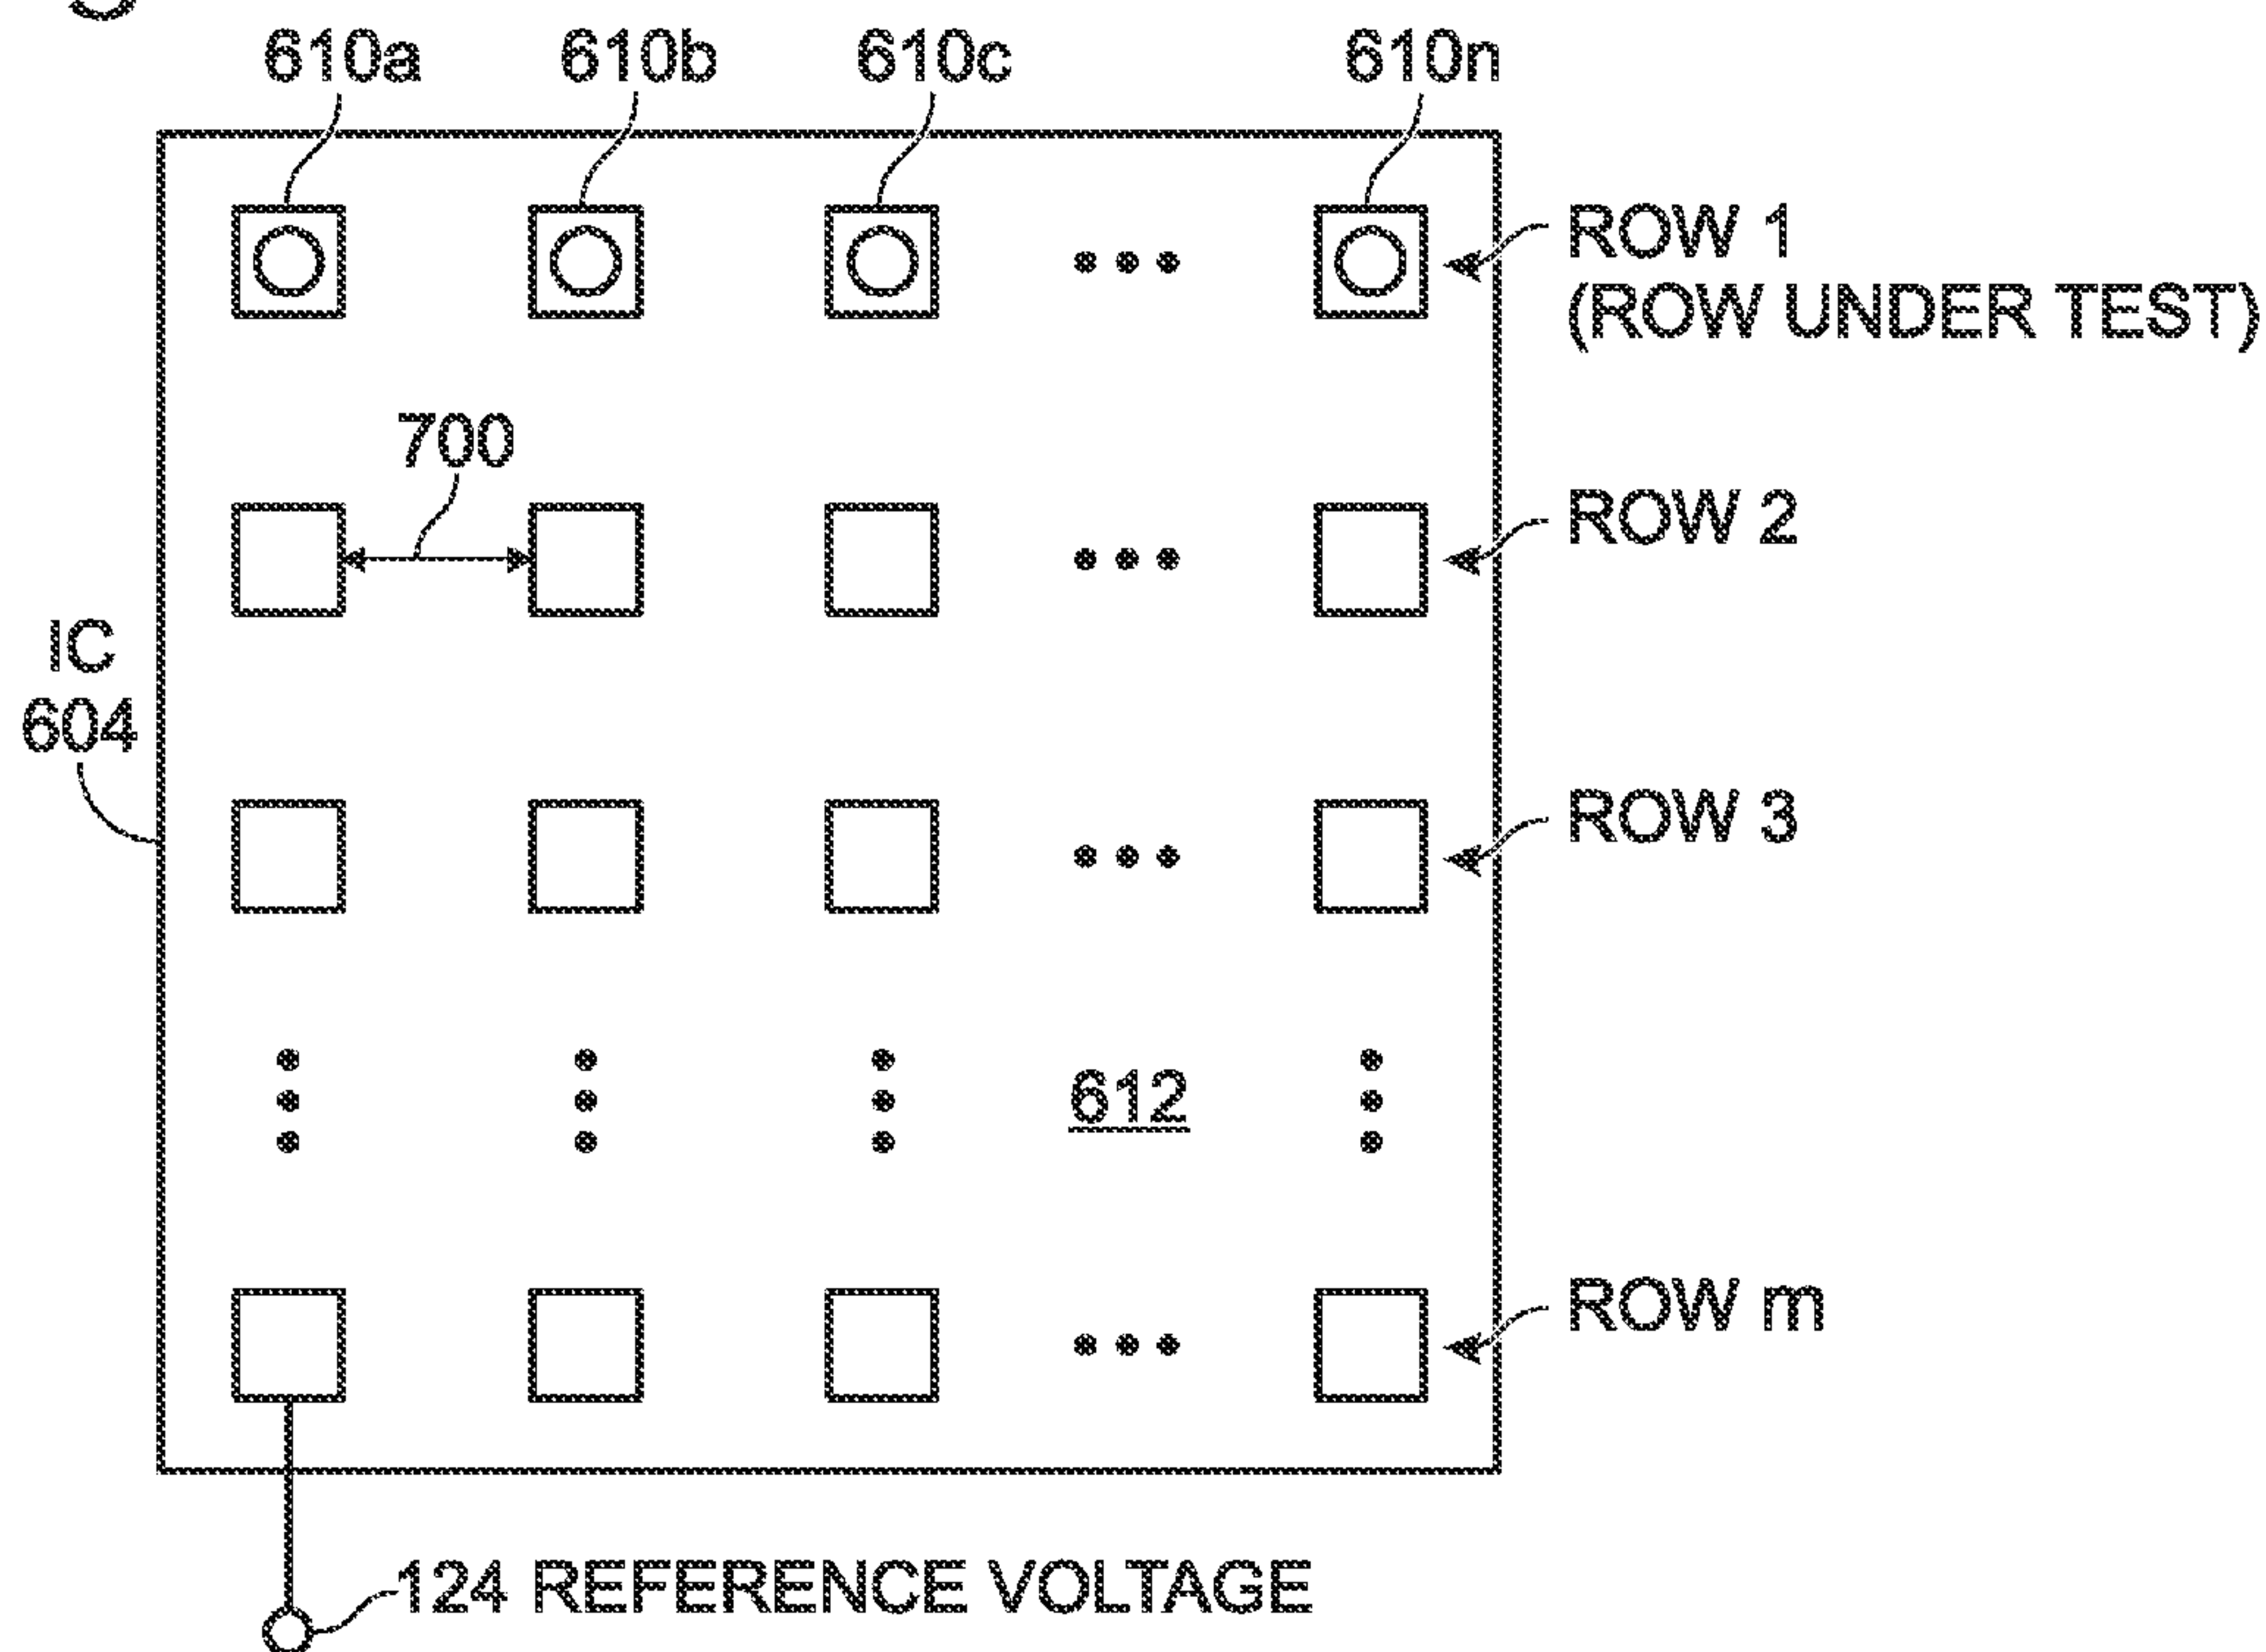 610a 610b 610c 610n
ROW 1
(ROW UNDER TEST)
700
ROW 2
IC
604
ROW 3
612
ROW m
124 REFERENCE VOLTAGE